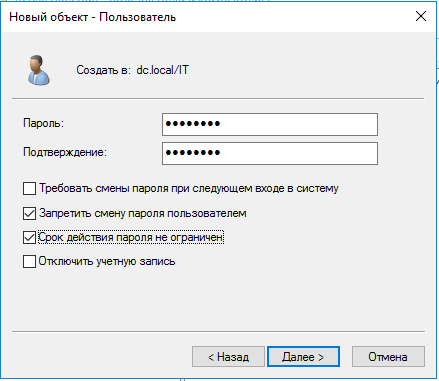 Новый объект - Пользователь
Создать в: dc.local/IT
Пароль:
●●●●●●●●
Подтверждение:
●●●●●●●●
Требовать смены пароля при следующем входе в систему
Запретить смену пароля пользователем
Срок действия пароля не ограничен
Отключить учетную запись
< Назад
Далее >
Отмена